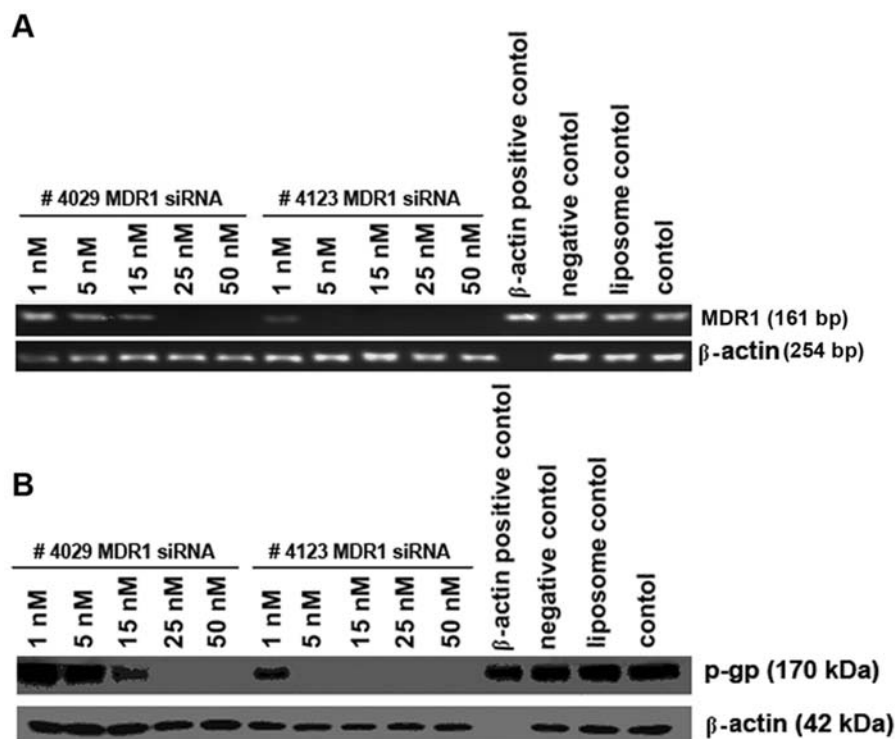 A
# 4029 MDR1 siRNA
# 4123 MDR1 siRNA
1 nM
5 nM
15 nM
25 nM
50 nM
1 nM
5 nM
15 nM
25 nM
50 nM
β-actin positive contol
negative contol
liposome contol
contol
MDR1 (161 bp)
β-actin (254 bp)
B
# 4029 MDR1 siRNA
# 4123 MDR1 siRNA
1 nM
5 nM
15 nM
25 nM
50 nM
1 nM
5 nM
15 nM
25 nM
50 nM
β-actin positive contol
negative contol
liposome contol
contol
p-gp (170 kDa)
β-actin (42 kDa)